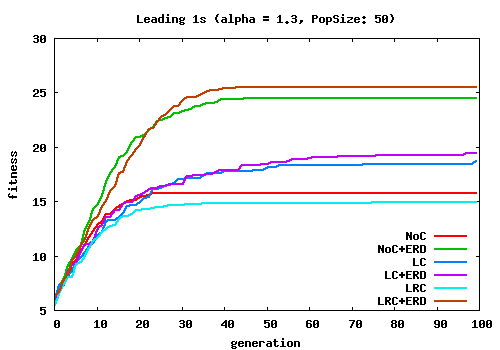 Leading 1s (alpha = 1.3, PopSize: 50)
30
25
20
15
10
5
fitness
NoC
NoC+ERD
LC
LC+ERD
LRC
LRC+ERD
0 10 20 30 40 50 60 70 80 90 100
generation